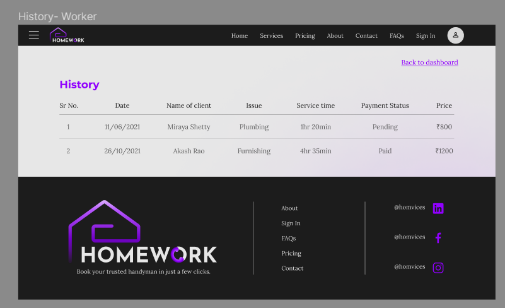 History- Worker
HOMEWORK
Home Services Pricing About Contact FAQs Sign In
Back to dashboard
History
Sr No. Date Name of client Issue Service time Payment Status Price
1 11/06/2021 Miraya Shetty Plumbing 1hr 20min Pending ₹800
2 26/10/2021 Akash Rao Furnishing 4hr 35min Paid ₹1200
HOMEWORK
Book your trusted handyman in just a few clicks.
About
Sign In
FAQs
Pricing
Contact
@homvices
@homvices
@homvices